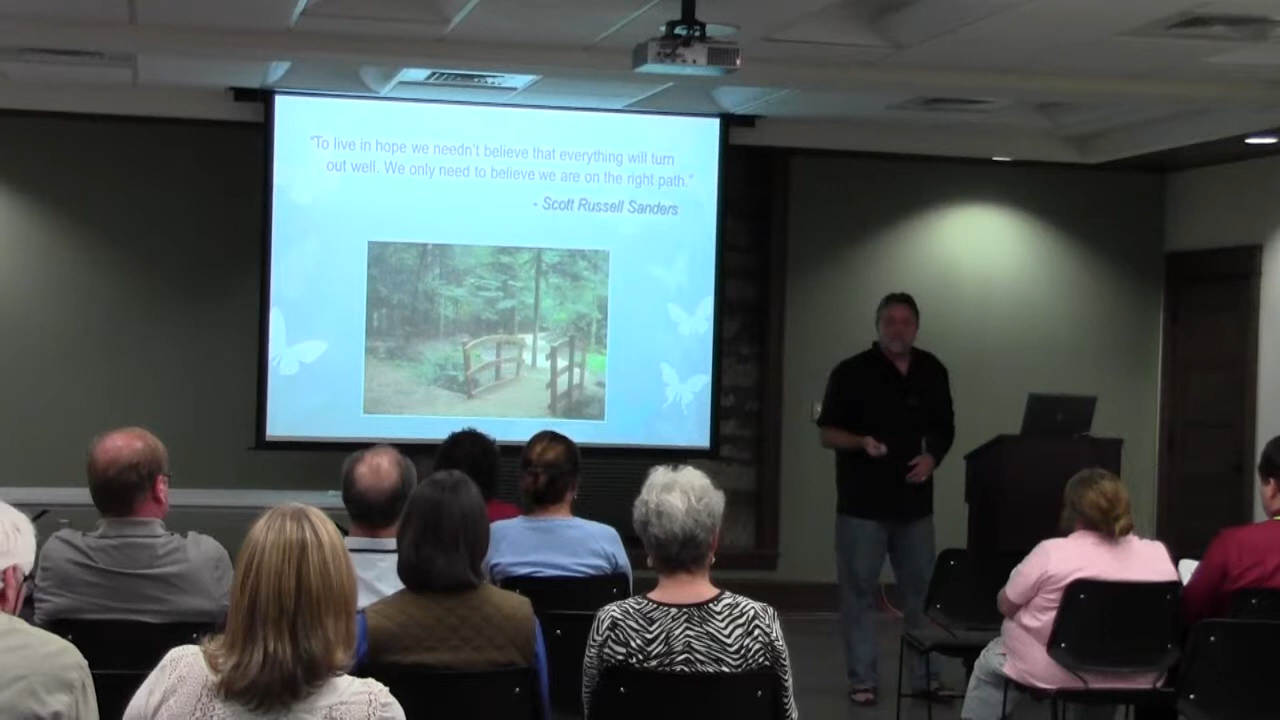 “To live in hope we needn't believe that everything will turn
out well. We only need to believe we are on the right path.”
- Scott Russell Sanders